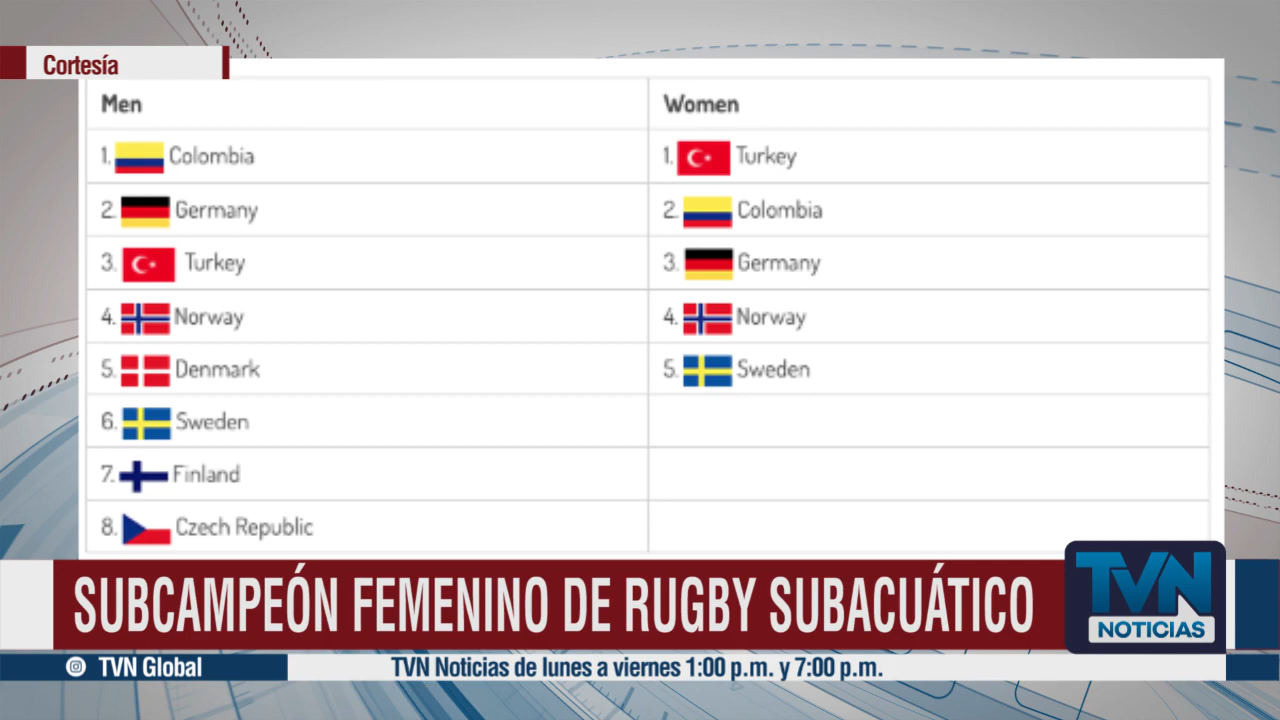 Cortesía
Men Women
1. Colombia 1. Turkey
2. Germany 2. Colombia
3. Turkey 3. Germany
4. Norway 4. Norway
5. Denmark 5. Sweden
6. Sweden
7. Finland
8. Czech Republic
SUBCAMPEÓN FEMENINO DE RUGBY SUBACUÁTICO
TVN
NOTICIAS
TVN Global TVN Noticias de lunes a viernes 1:00 p.m. y 7:00 p.m.